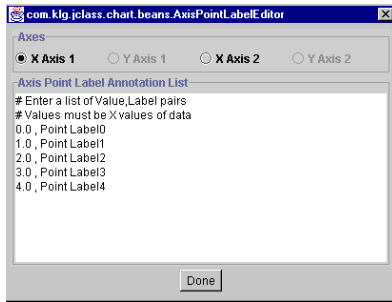 com.klg.jclass.chart.beans.AxisPointLabelEditor
Axes
X Axis 1 Y Axis 1 X Axis 2 Y Axis 2
Axis Point Label Annotation List
# Enter a list of Value,Label pairs
# Values must be X values of data
0.0 , Point Label0
1.0 , Point Label1
2.0 , Point Label2
3.0 , Point Label3
4.0 , Point Label4
Done